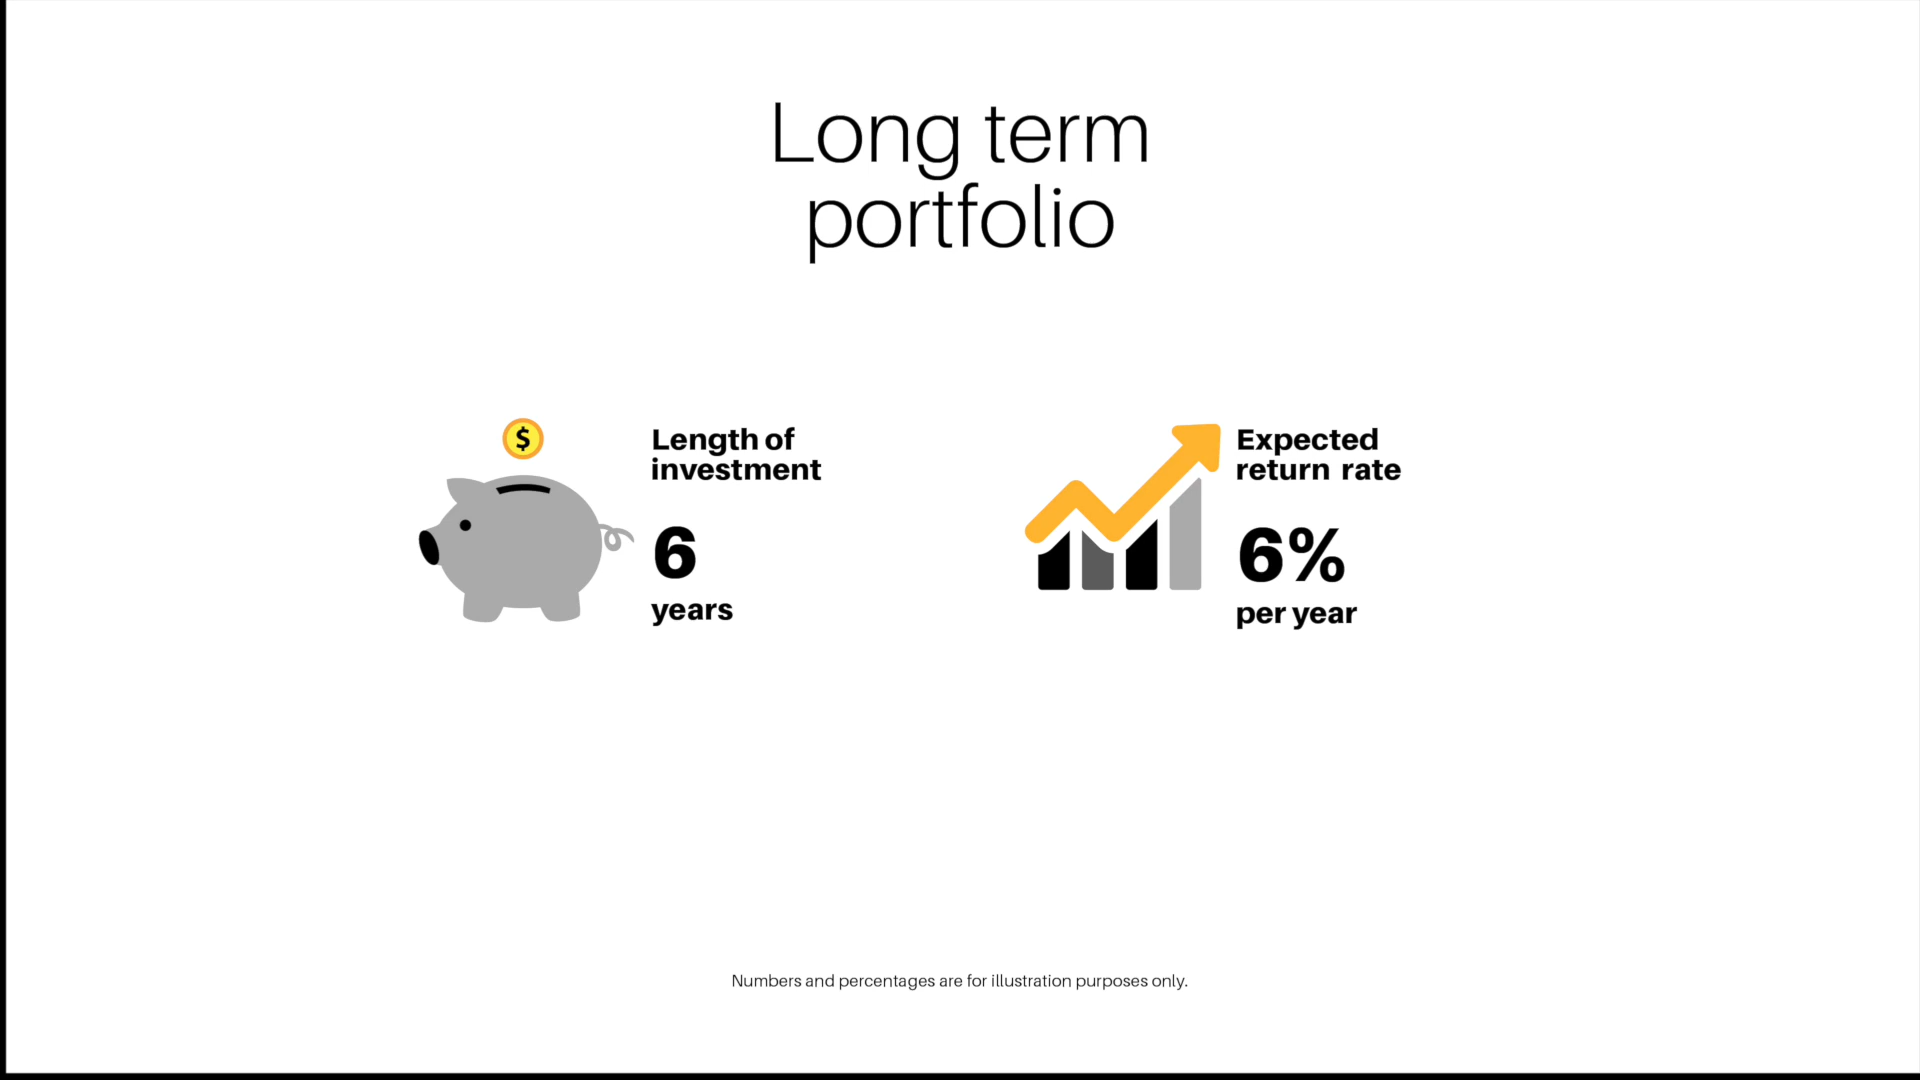 Long term
portfolio
$
Length of
investment
6
years
Expected
return rate
6%
per year
Numbers and percentages are for illustration purposes only.